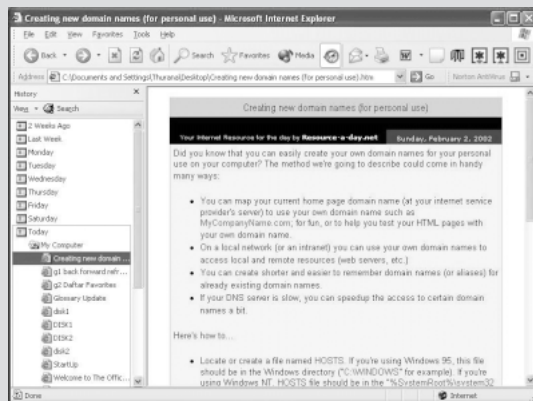 Creating new domain names (for personal use) - Microsoft Internet Explorer
File Edit View Favorites Tools Help
Back Search Favorites Media
Address C:\Documents and Settings\Thurana\Desktop\Creating new domain names (for personal use).htm Go Norton AntiVirus
History
View Search
2 Weeks Ago
Last Week
Monday
Tuesday
Wednesday
Thursday
Friday
Saturday
Today
My Computer
Creating new domain ...
g1 back forward refr...
g2 Daftar Favorites
Glossary Update
disk1
DISK1
DISK2
disk2
StartUp
Welcome to The Offic...
Creating new domain names (for personal use)
Your Internet Resource for the day by Resource-a-day.net Sunday, February 2, 2002
Did you know that you can easily create your own domain names for your personal
use on your computer? The method we're going to describe could come in handy
many ways:
• You can map your current home page domain name (at your internet service
provider's server) to use your own domain name such as
MyCompanyName.com; for fun, or to help you test your HTML pages with
your own domain name.
• On a local network (or an intranet) you can use your own domain names to
access local and remote resources (web servers, etc.)
• You can create shorter and easier to remember domain names (or aliases) for
already existing domain names.
• If your DNS server is slow, you can speedup the access to certain domain
names a bit.
Here's how to...
• Locate or create a file named HOSTS. If you're using Windows 95, this file
should be in the Windows directory ("C:\WINDOWS" for example). If you're
using Windows NT, HOSTS file should be in the "%SystemRoot%\system32
Done Internet